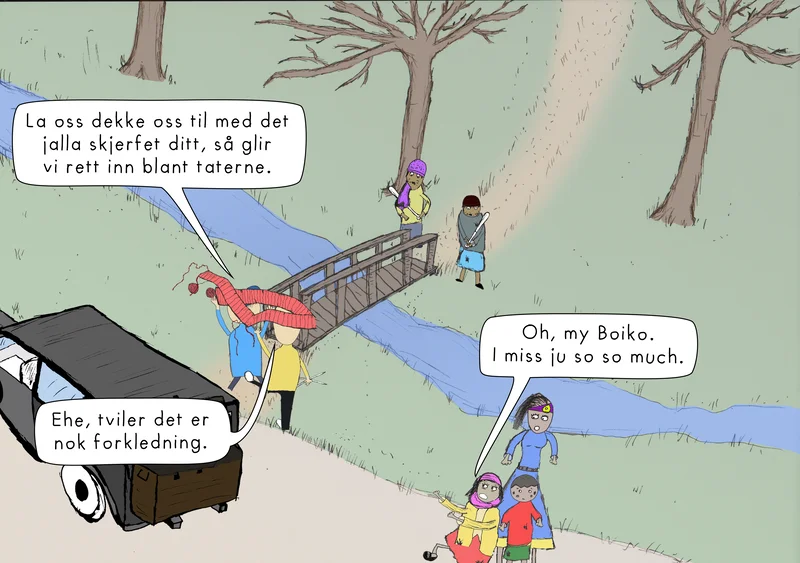 La oss dekke oss til med det
jalla skjerfet ditt, så glir
vi rett inn blant taterne.
Oh, my Boiko.
I miss ju so so much.
Ehe, tviler det er
nok forkledning.